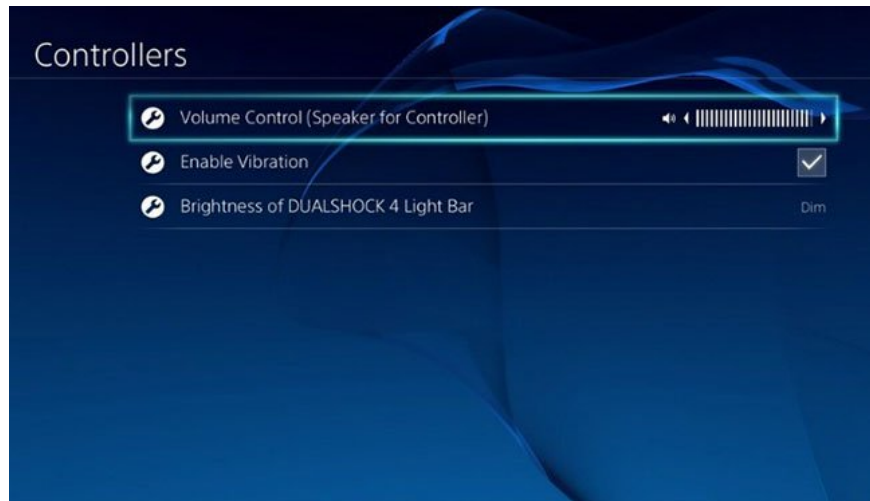 Controllers
Volume Control (Speaker for Controller)
Enable Vibration
Brightness of DUALSHOCK 4 Light Bar Dim